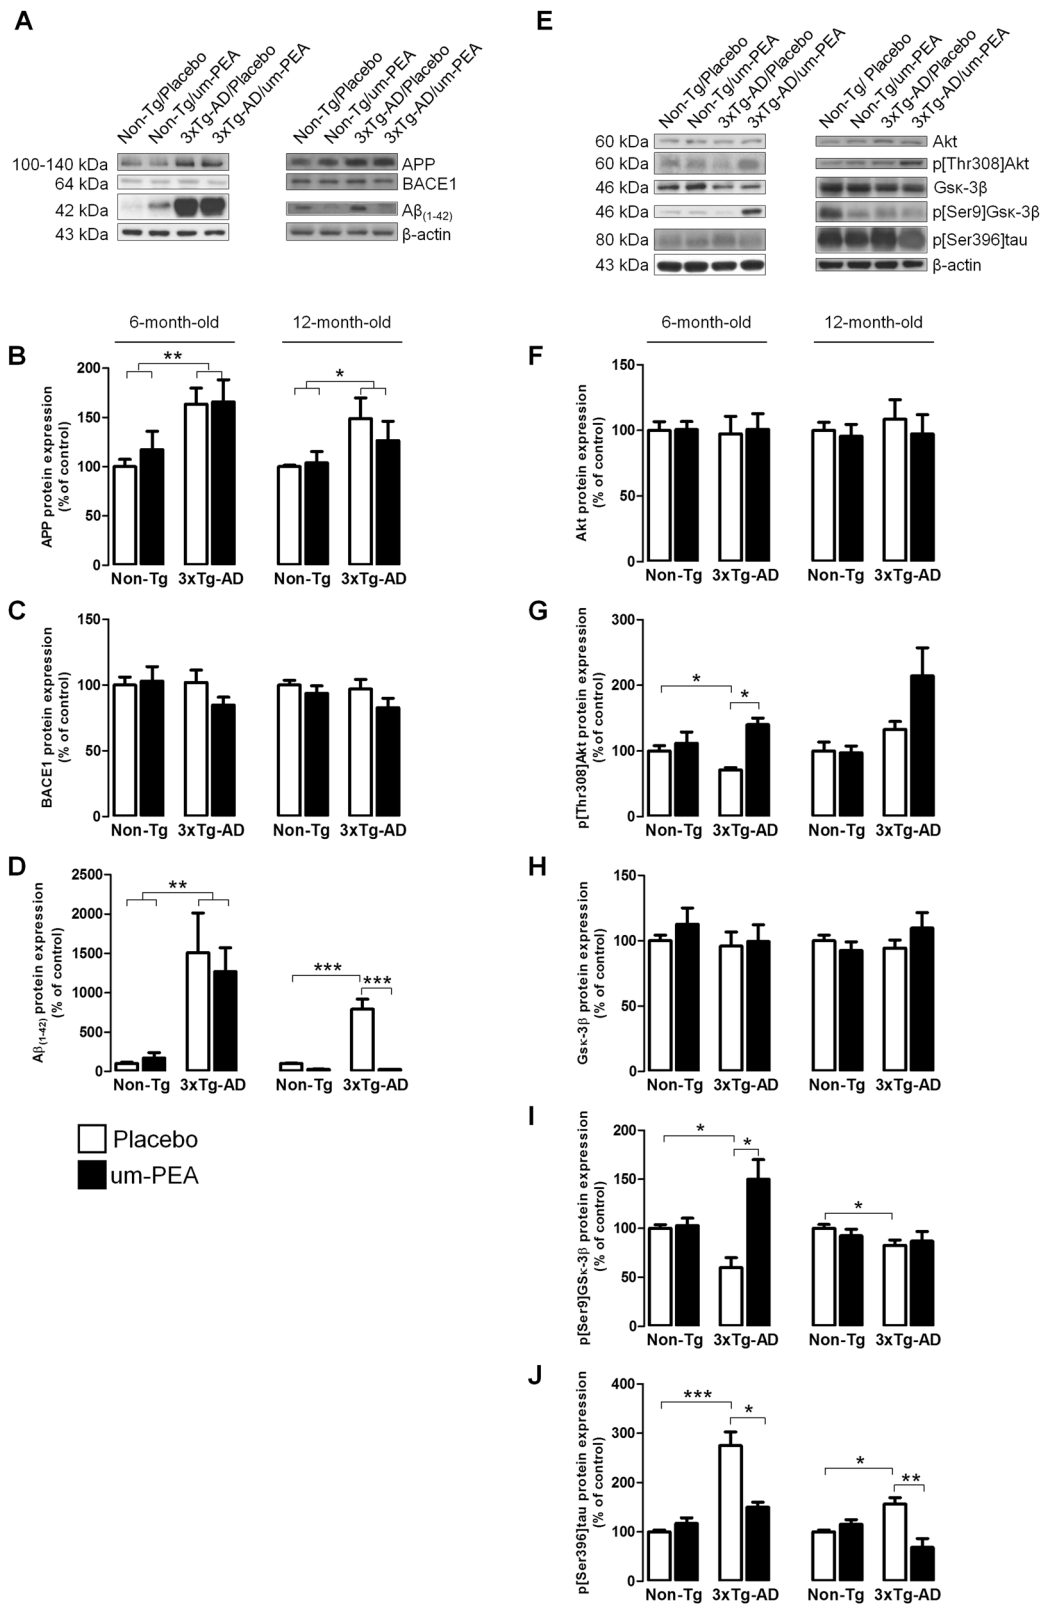 A
Non-Tg/Placebo
Non-Tg/um-PEA
3xTg-AD/Placebo
3xTg-AD/um-PEA
Non-Tg/Placebo
Non-Tg/um-PEA
3xTg-AD/Placebo
3xTg-AD/um-PEA
100-140 kDa
APP
64 kDa
BACE1
42 kDa
Aβ(1-42)
43 kDa
β-actin
E
Non-Tg/Placebo
Non-Tg/um-PEA
3xTg-AD/Placebo
3xTg-AD/um-PEA
Non-Tg/ Placebo
Non-Tg/um-PEA
3xTg-AD/Placebo
3xTg-AD/um-PEA
60 kDa
Akt
60 kDa
p[Thr308]Akt
46 kDa
Gsκ-3β
46 kDa
p[Ser9]Gsκ-3β
80 kDa
p[Ser396]tau
43 kDa
β-actin
6-month-old
12-month-old
B
APP protein expression
(% of control)
200
150
100
50
0
**
*
Non-Tg
3xTg-AD
Non-Tg
3xTg-AD
C
BACE1 protein expression
(% of control)
150
100
50
0
Non-Tg
3xTg-AD
Non-Tg
3xTg-AD
D
Aβ(1-42) protein expression
(% of control)
2500
2000
1500
1000
500
0
**
***
***
Non-Tg
3xTg-AD
Non-Tg
3xTg-AD
Placebo
um-PEA
6-month-old
12-month-old
F
Akt protein expression
(% of control)
150
100
50
0
Non-Tg
3xTg-AD
Non-Tg
3xTg-AD
G
p[Thr308]Akt protein expression
(% of control)
300
200
100
0
*
*
Non-Tg
3xTg-AD
Non-Tg
3xTg-AD
H
Gsκ-3β protein expression
(% of control)
150
100
50
0
Non-Tg
3xTg-AD
Non-Tg
3xTg-AD
I
p[Ser9]GSκ-3β protein expression
(% of control)
200
150
100
50
0
*
*
*
Non-Tg
3xTg-AD
Non-Tg
3xTg-AD
J
p[Ser396]tau protein expression
(% of control)
400
300
200
100
0
***
*
*
**
Non-Tg
3xTg-AD
Non-Tg
3xTg-AD